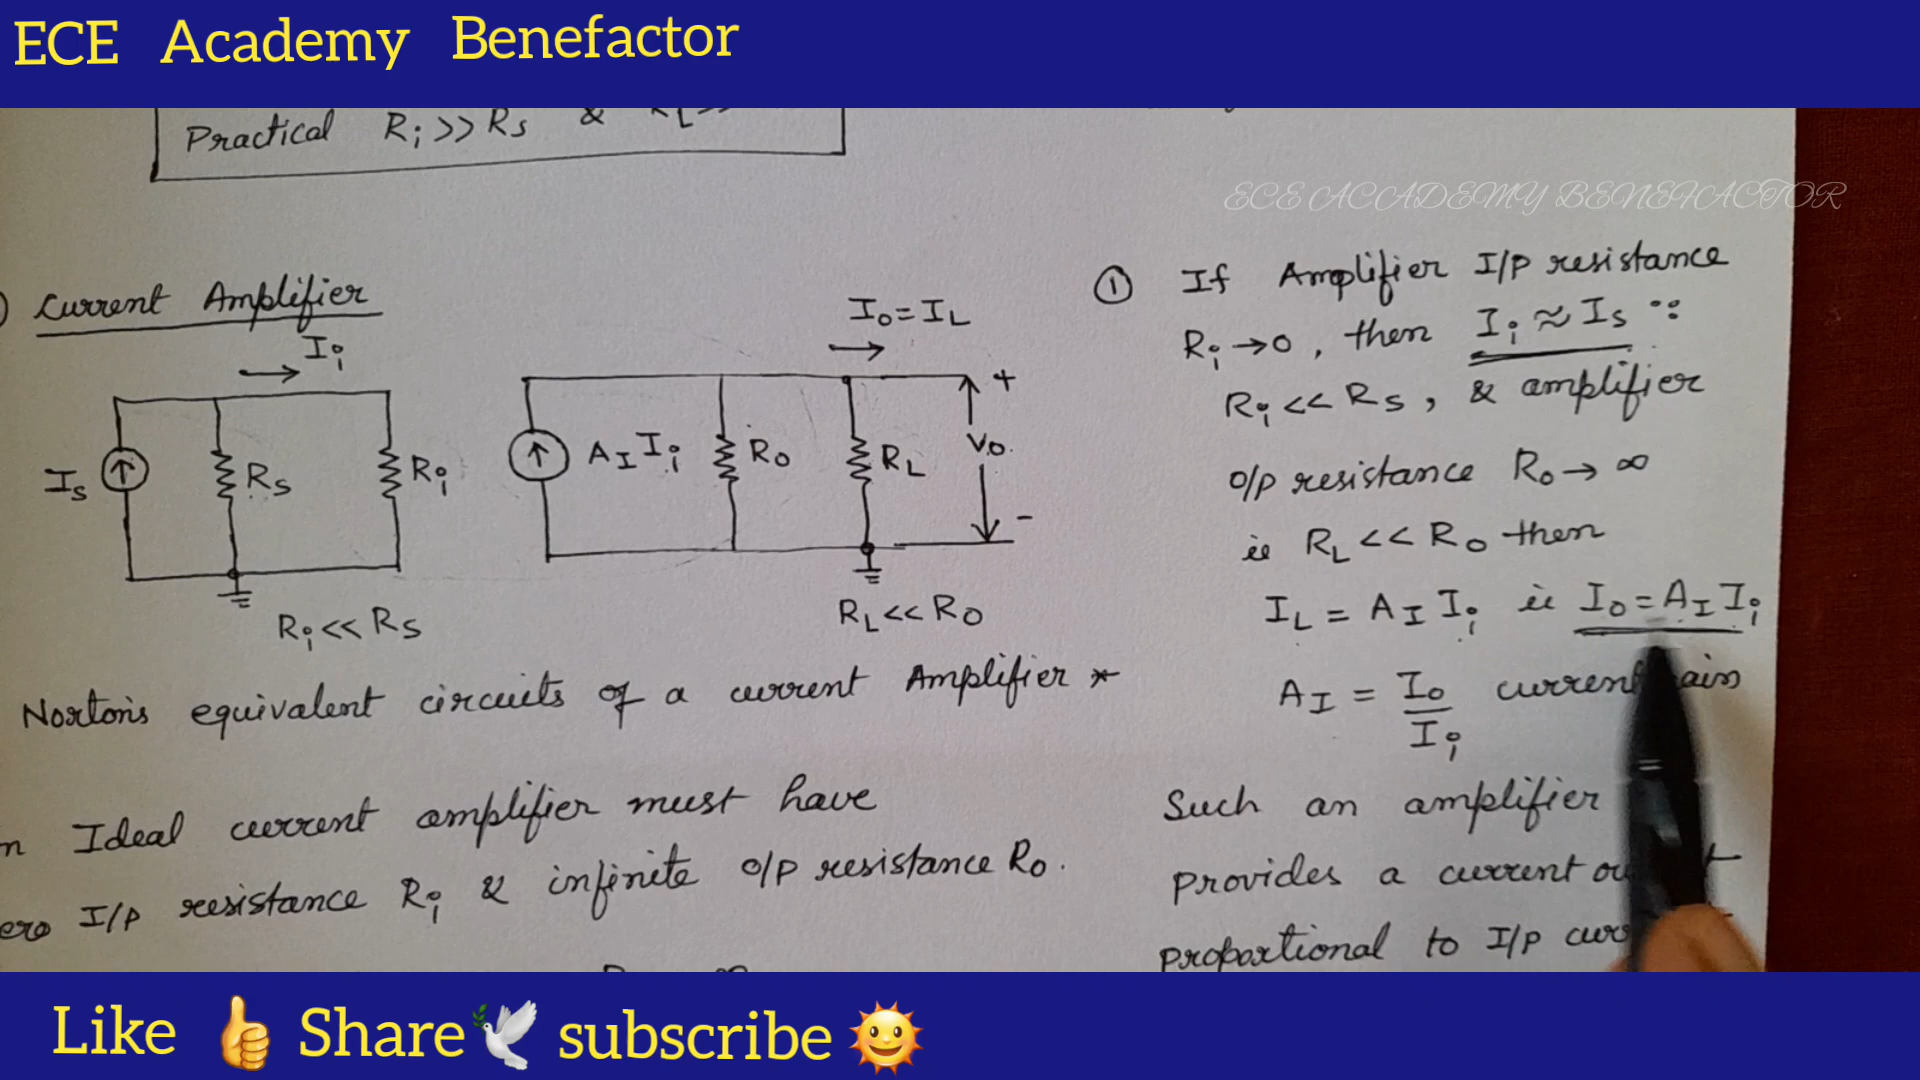 ECE Academy Benefactor
Practical Ri >> Rs &
ECE ACCADEMY BENEFACTOR
Current Amplifier
Ii
Is
Rs
Ri
Ri << Rs
Io = IL
AI Ii
Ro
RL
Vo
+
-
RL << Ro
Norton's equivalent circuits of a current Amplifier *
Ideal current amplifier must have
I/P resistance Ri & infinite o/p resistance Ro.
① If Amplifier I/P resistance
Ri → 0, then Ii ≈ Is ∵
Ri << Rs, & amplifier
o/p resistance Ro → ∞
ie RL << Ro then
IL = AI Ii ie Io = AI Ii
AI = Io / Ii current
Such an amplifier
provides a current
proportional to I/P
Like 👍 Share 🕊 subscribe 🌞